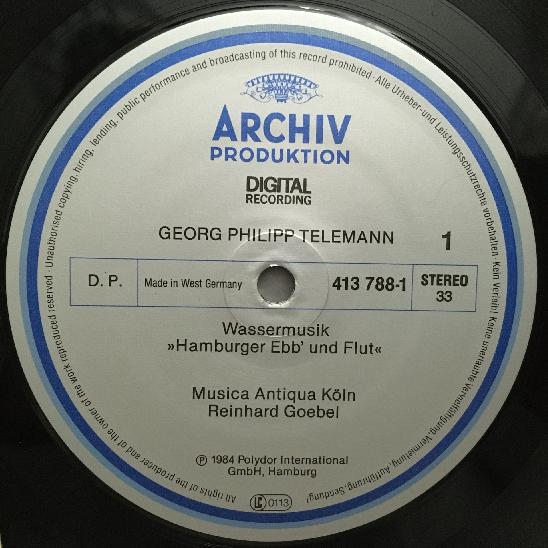 All rights of the producer and of the owner of the work reproduced reserved · Unauthorised copying, hiring, lending, public performance and broadcasting of this record prohibited · Alle Urheber-und Leistungsschutzrechte vorbehalten · Kein Verleih! Keine unerlaubte Vervielfältigung, Vermietung, Aufführung, Sendung!
ARCHIV
PRODUKTION
DIGITAL
RECORDING
GEORG PHILIPP TELEMANN 1
D. P. Made in West Germany 413 788-1 STEREO
33
Wassermusik
»Hamburger Ebb' und Flut«
Musica Antiqua Köln
Reinhard Goebel
Ⓟ 1984 Polydor International
GmbH, Hamburg
LC 0113